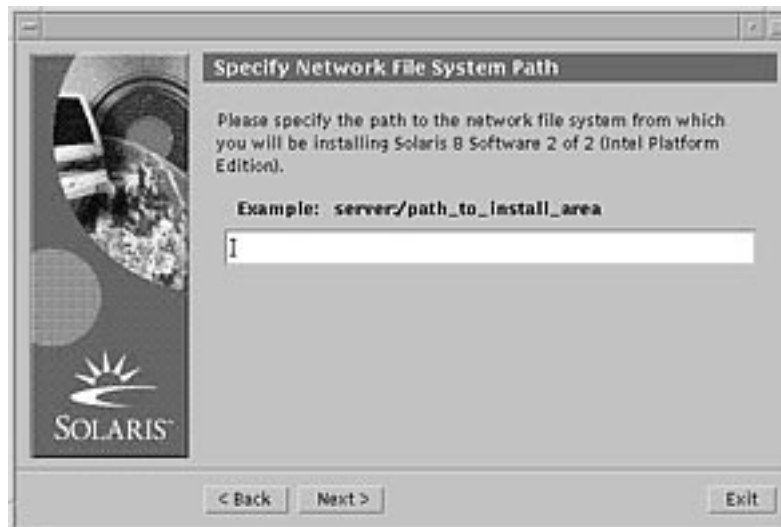 Specify Network File System Path
Please specify the path to the network file system from which
you will be installing Solaris 8 Software 2 of 2 (Intel Platform
Edition).
Example: server:/path_to_install_area
SOLARIS™
< Back
Next >
Exit